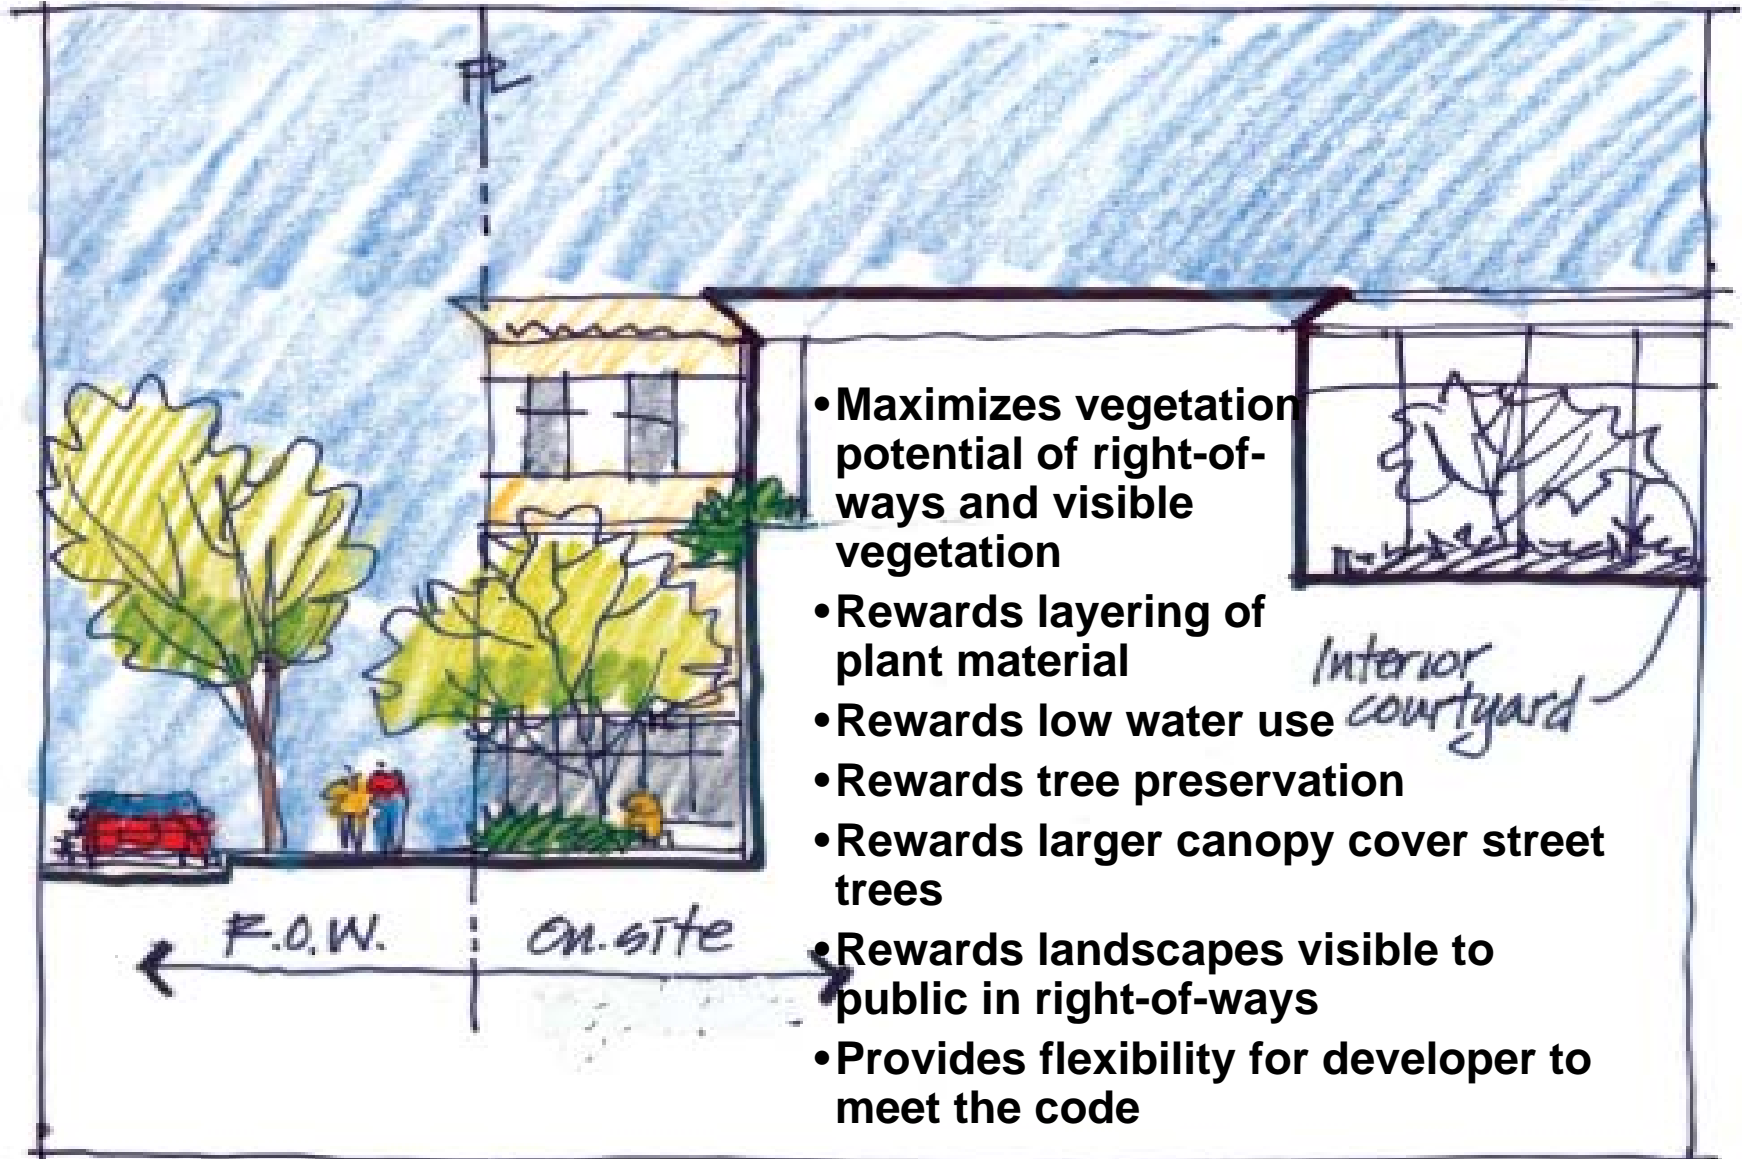 PL
•Maximizes vegetation
potential of right-of-
ways and visible
vegetation
•Rewards layering of
plant material
•Rewards low water use
•Rewards tree preservation
•Rewards larger canopy cover street
trees
•Rewards landscapes visible to
public in right-of-ways
•Provides flexibility for developer to
meet the code
Interior
courtyard
R.O.W.
On-site